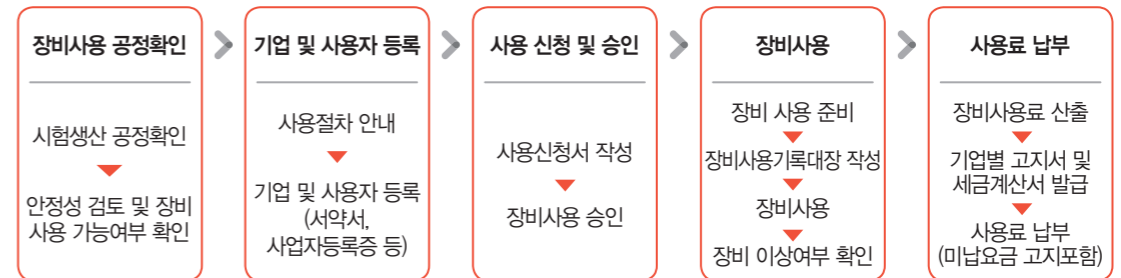 장비사용 공정확인
시험생산 공정확인
안정성 검토 및 장비
사용 가능여부 확인
기업 및 사용자 등록
사용절차 안내
기업 및 사용자 등록
(서약서,
사업자등록증 등)
사용 신청 및 승인
사용신청서 작성
장비사용 승인
장비사용
장비 사용 준비
장비사용기록대장 작성
장비사용
장비 이상여부 확인
사용료 납부
장비사용료 산출
기업별 고지서 및
세금계산서 발급
사용료 납부
(미납요금 고지포함)